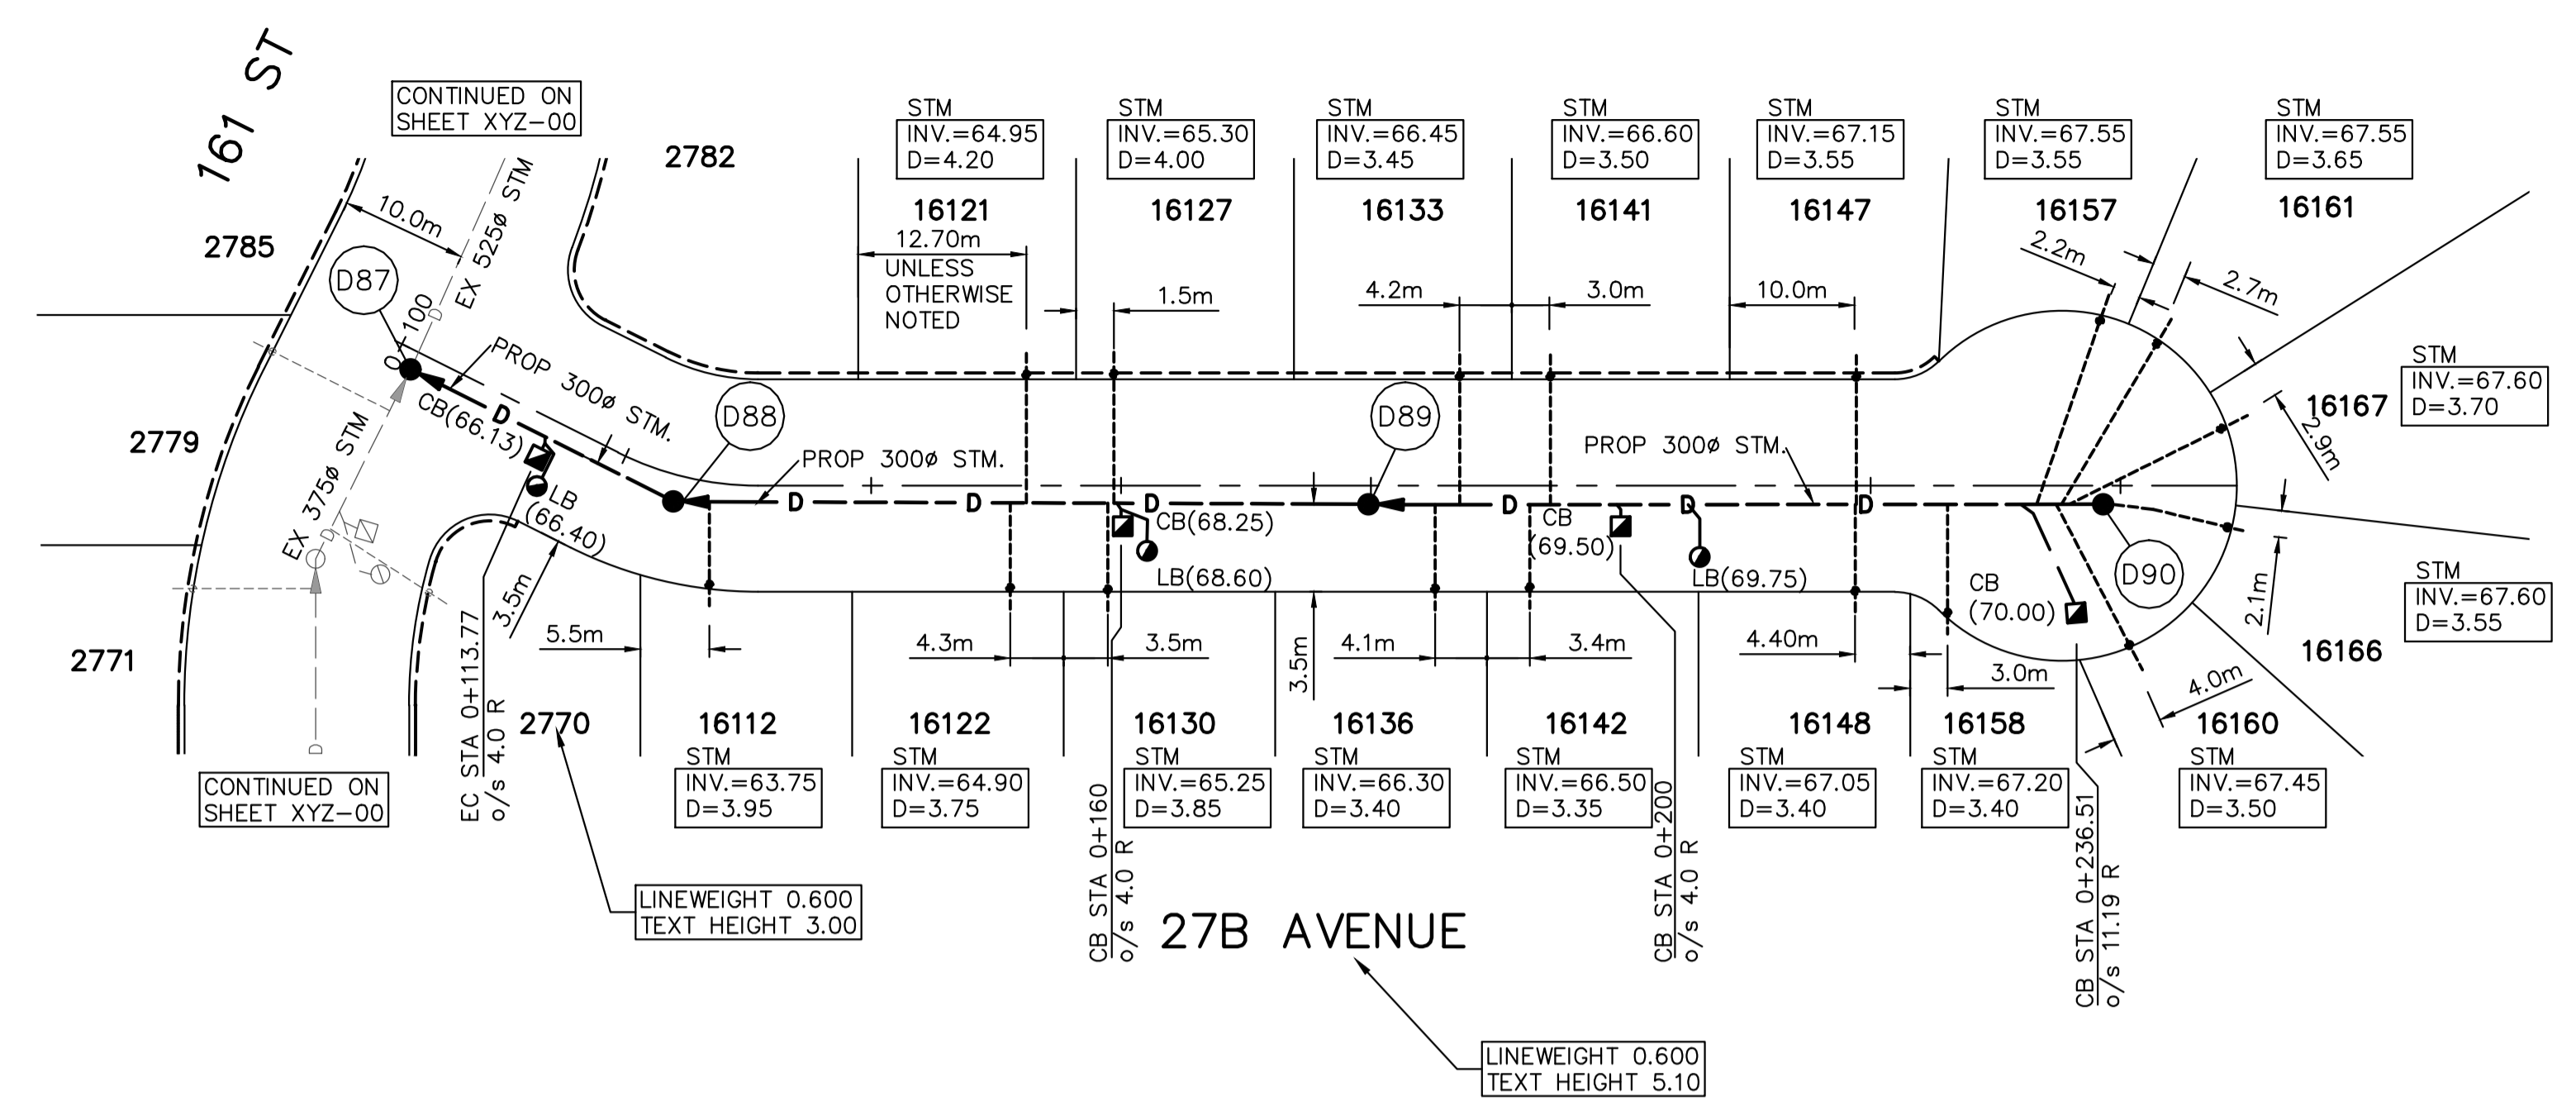 161 ST
CONTINUED ON
SHEET XYZ-00
2782
2785
10.0m
EX 525ø STM
D
D87
0+100
STM
INV.=64.95
D=4.20
16121
12.70m
UNLESS
OTHERWISE
NOTED
STM
INV.=65.30
D=4.00
16127
1.5m
STM
INV.=66.45
D=3.45
16133
4.2m
STM
INV.=66.60
D=3.50
16141
3.0m
STM
INV.=67.15
D=3.55
16147
10.0m
STM
INV.=67.55
D=3.55
16157
2.2m
STM
INV.=67.55
D=3.65
16161
2.7m
STM
INV.=67.60
D=3.70
16167
2.9m
PROP 300ø STM.
CB(66.13)
D
D88
PROP 300ø STM.
D89
PROP 300ø STM.
2779
EX 375ø STM
D
LB
(66.40)
D
D
D
CB(68.25)
LB(68.60)
D
CB
(69.50)
D
LB(69.75)
D
CB
(70.00)
D90
2.1m
STM
INV.=67.60
D=3.55
16166
2771
D
3.5m
5.5m
4.3m
3.5m
3.5m
4.1m
3.4m
4.40m
3.0m
4.0m
CONTINUED ON
SHEET XYZ-00
EC STA 0+113.77
o/s 4.0 R
2770
16112
STM
INV.=63.75
D=3.95
16122
STM
INV.=64.90
D=3.75
16130
STM
INV.=65.25
D=3.85
16136
STM
INV.=66.30
D=3.40
16142
STM
INV.=66.50
D=3.35
16148
STM
INV.=67.05
D=3.40
16158
STM
INV.=67.20
D=3.40
16160
STM
INV.=67.45
D=3.50
CB STA 0+160
o/s 4.0 R
CB STA 0+200
o/s 4.0 R
CB STA 0+236.51
o/s 11.19 R
LINEWEIGHT 0.600
TEXT HEIGHT 3.00
27B AVENUE
LINEWEIGHT 0.600
TEXT HEIGHT 5.10